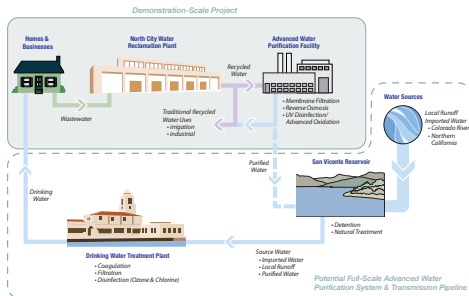 Demonstration-Scale Project
Homes &
Businesses
North City Water
Reclamation Plant
Advanced Water
Purification Facility
Recycled
Water
Wastewater
Traditional Recycled
Water Uses
• irrigation
• industrial
• Membrane Filtration
• Reverse Osmosis
• UV Disinfection/
Advanced Oxidation
Water Sources
Local Runoff
Imported Water
• Colorado River
• Northern
California
Purified
Water
San Vicente Reservoir
• Detention
• Natural Treatment
Drinking
Water
Drinking Water Treatment Plant
• Coagulation
• Filtration
• Disinfection (Ozone & Chlorine)
Source Water
• Imported Water
• Local Runoff
• Purified Water
Potential Full-Scale Advanced Water
Purification System & Transmission Pipeline